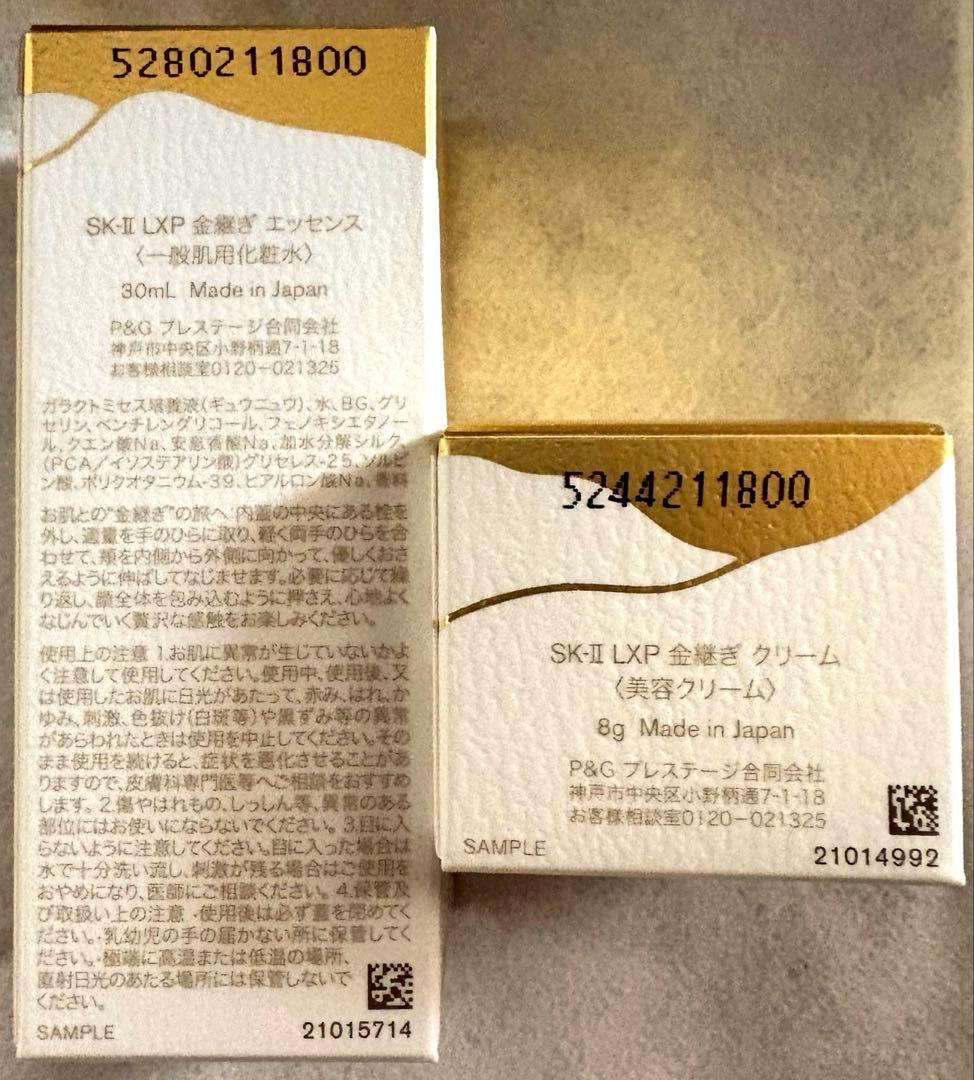 5280211800
SK-II LXP 金継ぎ エッセンス
〈一般肌用化粧水〉
30mL Made in Japan
P&G プレステージ合同会社
神戸市中央区小野柄通7-1-18
お客様相談室0120-021325
ガラクトミセス培養液(ギュウニュウ)、水、BG、グリ
セリン、ペンチレングリコール、フェノキシエタノー
ル、クエン酸Na、安息香酸Na、加水分解シルク、
(PCA/イソステアリン酸)グリセレス-25、ソルビ
ン酸、ポリクオタニウム-39、ヒアルロン酸Na、香料
お肌との"金継ぎ"の旅へ 内蓋の中央にある栓を
外し、適量を手のひらに取り、軽く両手のひらを合
わせて、頬を内側から外側に向かって、優しくおさ
えるように伸ばしてなじませます。必要に応じて繰
り返し、顔全体を包み込むように押さえ、心地よく
なじんでいく贅沢な感触をお楽しみください。
使用上の注意 1.お肌に異常が生じていないかよ
く注意して使用してください。使用中、使用後、又
は使用したお肌に日光があたって、赤み、はれ、か
ゆみ、刺激、色抜け(白斑等)や黒ずみ等の異常
があらわれたときは使用を中止してください。その
まま使用を続けると、症状を悪化させることがあ
りますので、皮膚科専門医等へご相談をおすすめ
します。 2.傷やはれもの、しっしん等、異常のある
部位にはお使いにならないでください。 3.目に入
らないように注意してください。目に入った場合は
水で十分洗い流し、刺激が残る場合はご使用を
おやめになり、医師にご相談ください。 4.保管及
び取扱い上の注意 ・使用後は必ず蓋を閉めてく
ださい。・乳幼児の手の届かない所に保管してく
ださい。・極端に高温または低温の場所、
直射日光のあたる場所には保管しないで
ください。
SAMPLE
21015714
5244211800
SK-II LXP 金継ぎ クリーム
〈美容クリーム〉
8g Made in Japan
P&G プレステージ合同会社
神戸市中央区小野柄通7-1-18
お客様相談室0120-021325
SAMPLE
21014992